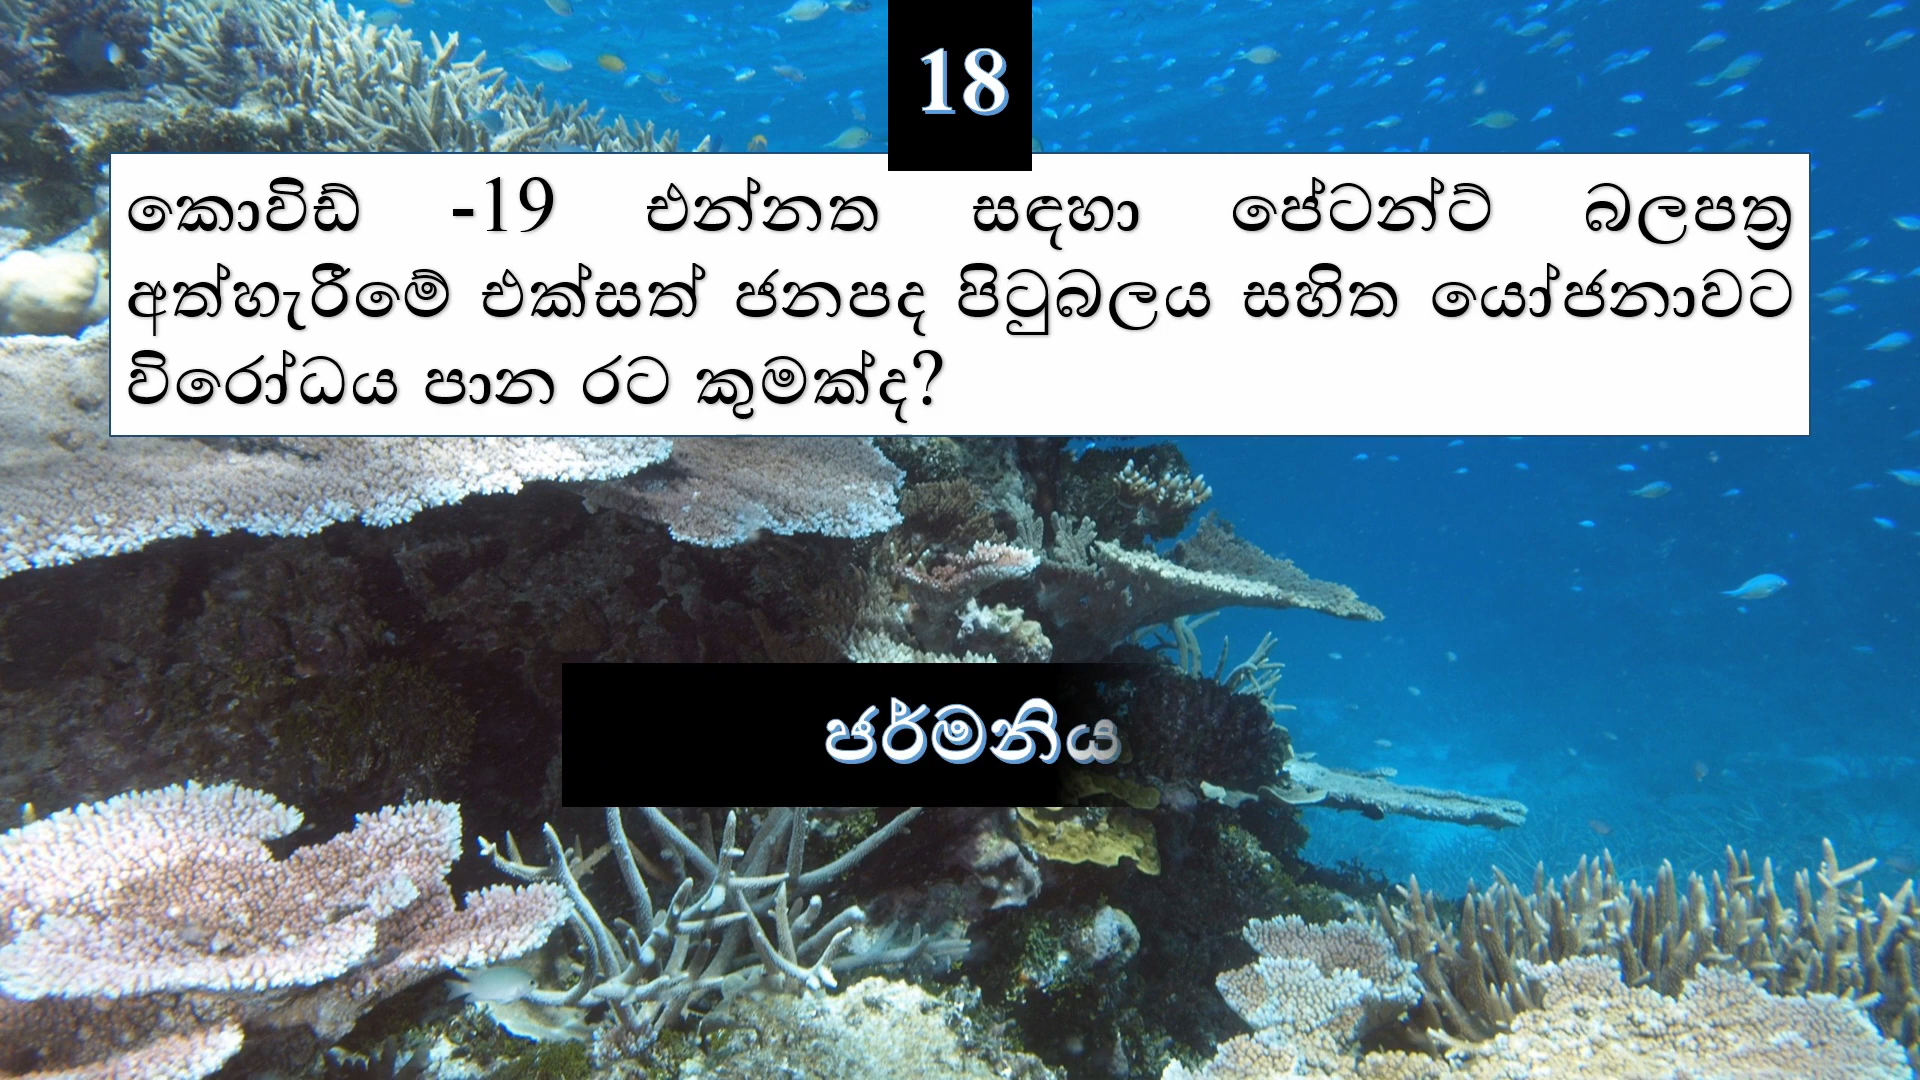 18
කොවිඩ් -19 එන්නත සඳහා පේටන්ට් බලපත්‍ර
අත්හැරීමේ එක්සත් ජනපද පිටුබලය සහිත යෝජනාවට
විරෝධය පාන රට කුමක්ද?
ජර්මනිය